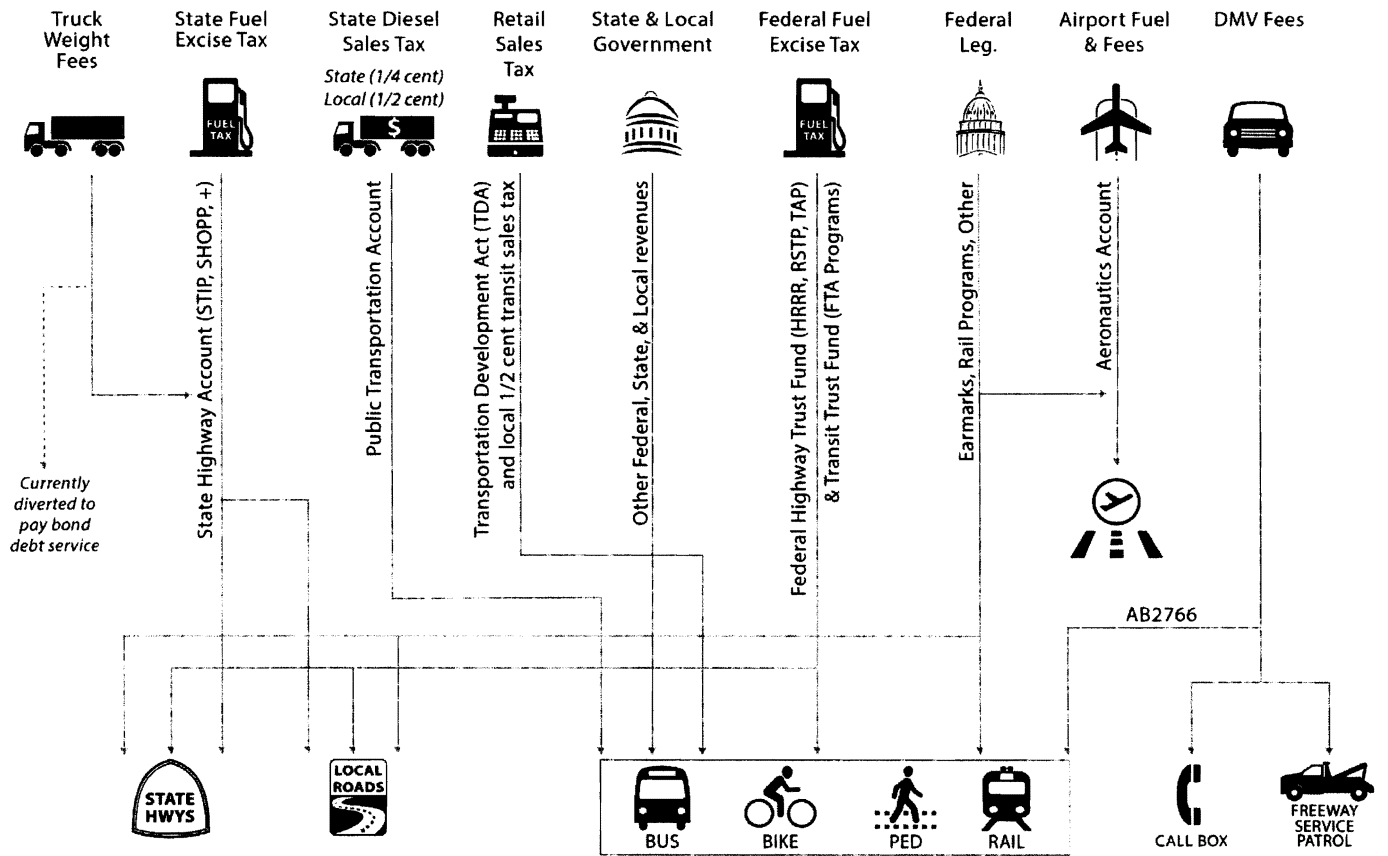 Truck
Weight
Fees
State Fuel
Excise Tax
State Diesel
Sales Tax
State (1/4 cent)
Local (1/2 cent)
Retail
Sales
Tax
State & Local
Government
Federal Fuel
Excise Tax
Federal
Leg.
Airport Fuel
& Fees
DMV Fees
FUEL
TAX
$
FUEL
TAX
State Highway Account (STIP, SHOPP, +)
Public Transportation Account
Transportation Development Act (TDA)
and local 1/2 cent transit sales tax
Other Federal, State, & Local revenues
Federal Highway Trust Fund (HRRR, RSTP, TAP)
& Transit Trust Fund (FTA Programs)
Earmarks, Rail Programs, Other
Aeronautics Account
Currently
diverted to
pay bond
debt service
AB2766
STATE
HWYS
LOCAL
ROADS
BUS
BIKE
PED
RAIL
CALL BOX
FREEWAY
SERVICE
PATROL